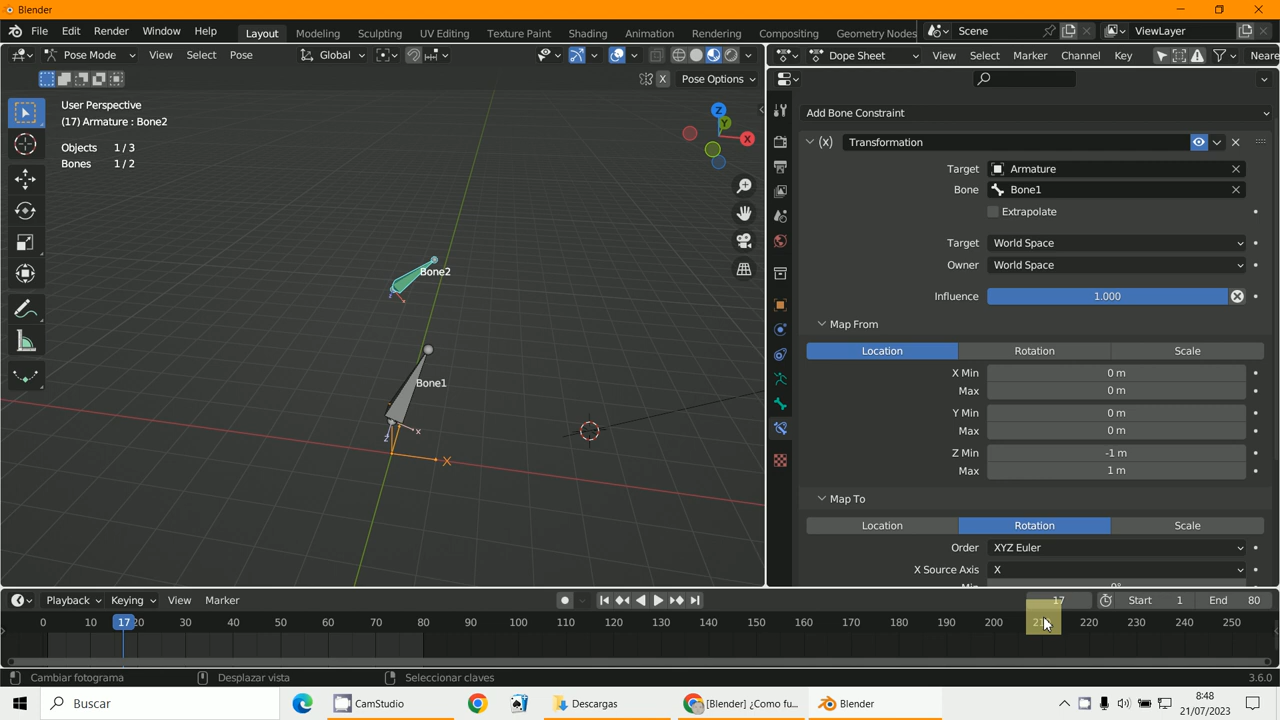 Blender
File Edit Render Window Help Layout Modeling Sculpting UV Editing Texture Paint Shading Animation Rendering Compositing Geometry Nodes Scene ViewLayer
Pose Mode View Select Pose Global
X Pose Options
User Perspective
(17) Armature : Bone2
Objects 1 / 3
Bones 1 / 2
Z
Y
X
Bone2
Bone1
x
z
X
Dope Sheet View Select Marker Channel Key Neare
Add Bone Constraint
(x) Transformation
Target Armature
Bone Bone1
Extrapolate
Target World Space
Owner World Space
Influence 1.000
Map From
Location Rotation Scale
X Min 0 m
Max 0 m
Y Min 0 m
Max 0 m
Z Min -1 m
Max 1 m
Map To
Location Rotation Scale
Order XYZ Euler
X Source Axis X
Playback Keying View Marker 17 Start 1 End 80
0 10 17 20 30 40 50 60 70 80 90 100 110 120 130 140 150 160 170 180 190 200 210 220 230 240 250
Cambiar fotograma Desplazar vista Seleccionar claves 3.6.0
Buscar CamStudio Descargas [Blender] ¿Como fu... Blender 8:48
21/07/2023